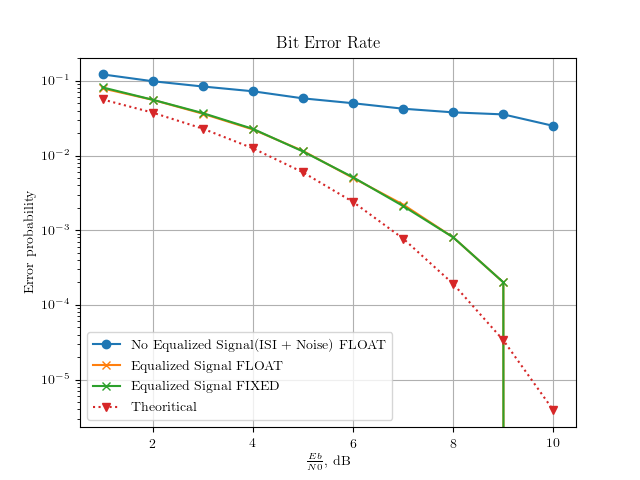 Bit Error Rate
Error probability
10^{-1}
10^{-2}
10^{-3}
10^{-4}
10^{-5}
No Equalized Signal(ISI + Noise) FLOAT
Equalized Signal FLOAT
Equalized Signal FIXED
Theoritical
2 4 6 8 10
\frac{Eb}{N0}, dB